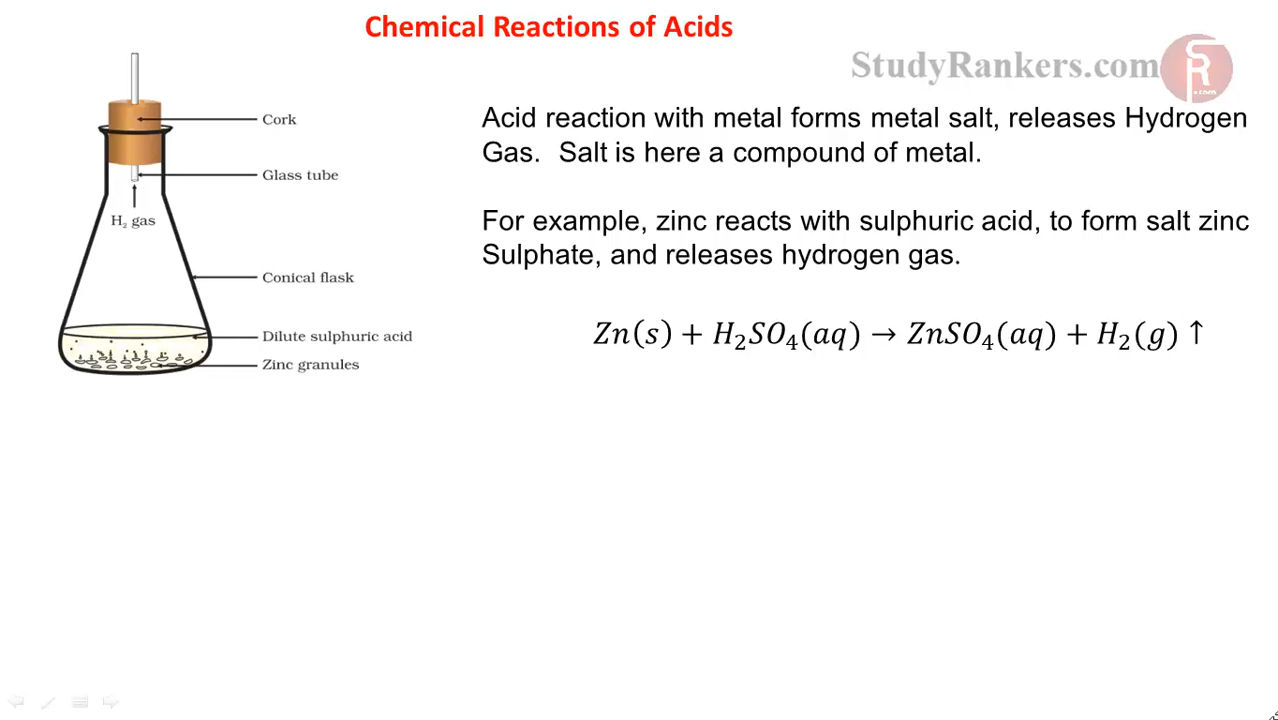 Chemical Reactions of Acids
StudyRankers.com
SR
.com
Cork
Glass tube
H₂ gas
Conical flask
Dilute sulphuric acid
Zinc granules
Acid reaction with metal forms metal salt, releases Hydrogen
Gas.  Salt is here a compound of metal.
For example, zinc reacts with sulphuric acid, to form salt zinc
Sulphate, and releases hydrogen gas.
Zn(s) + H₂SO₄(aq) → ZnSO₄(aq) + H₂(g) ↑